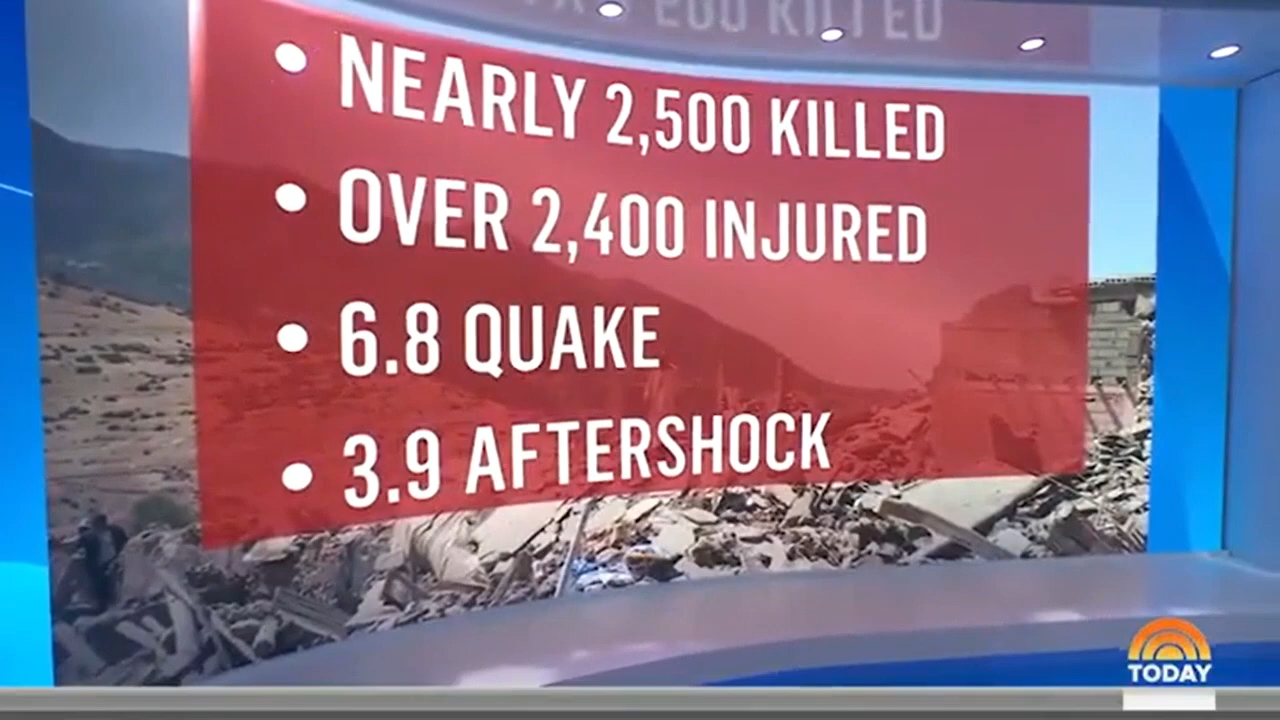 • NEARLY 2,500 KILLED
• OVER 2,400 INJURED
• 6.8 QUAKE
• 3.9 AFTERSHOCK
TODAY